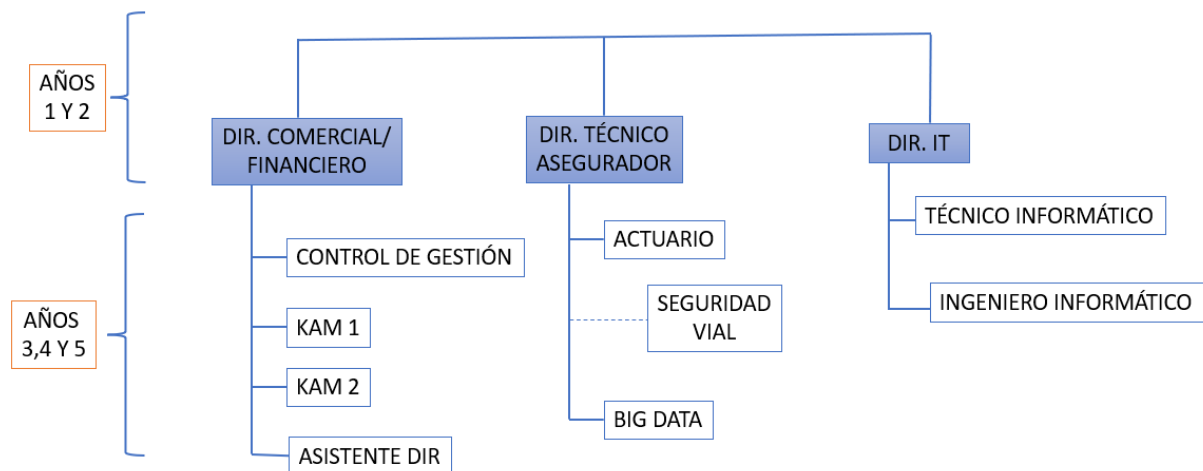 AÑOS
1 Y 2
DIR. COMERCIAL/
FINANCIERO
DIR. TÉCNICO
ASEGURADOR
DIR. IT
AÑOS
3,4 Y 5
CONTROL DE GESTIÓN
KAM 1
KAM 2
ASISTENTE DIR
ACTUARIO
SEGURIDAD
VIAL
BIG DATA
TÉCNICO INFORMÁTICO
INGENIERO INFORMÁTICO